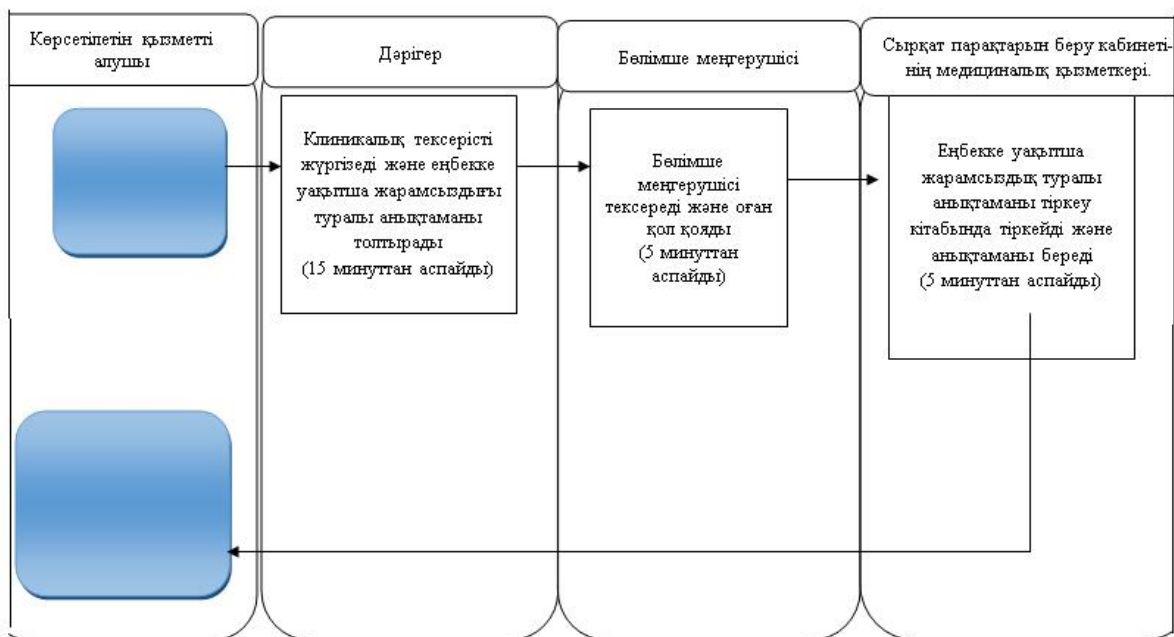 Көрсетілетін қызметті
алушы
Дәрігер
Бөлімше меңгерушісі
Сырқат парақтарын беру кабинеті-
нің медициналық қызметкері.
Клиникалық тексерісті
жүргізеді және еңбекке
уақытша жарамсыздығы
туралы анықтаманы
толтырады
(15 минуттан аспайды)
Бөлімше
меңгерушісі
тексереді және оған
қол қояды
(5 минуттан
аспайды)
Еңбекке уақытша
жарамсыздық туралы
анықтаманы тіркеу
кітабында тіркейді және
анықтаманы береді
(5 минуттан аспайды)